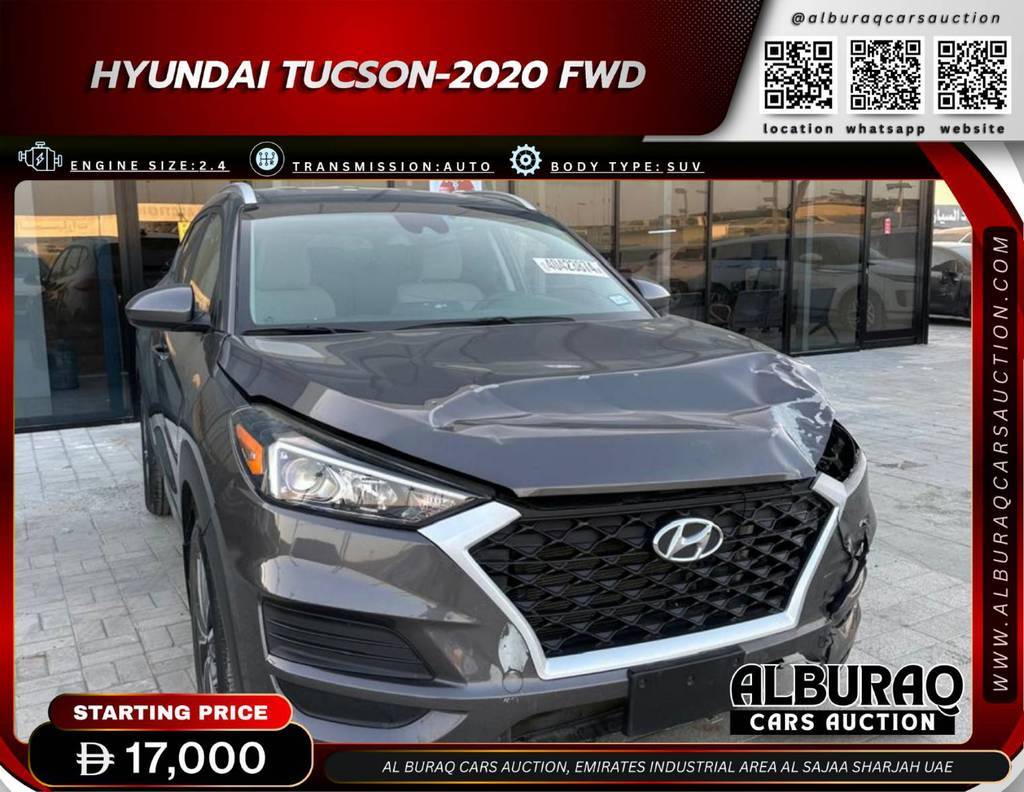 @alburaqcarsauction
HYUNDAI TUCSON-2020 FWD
location whatsapp website
ENGINE SIZE:2.4 TRANSMISSION:AUTO BODY TYPE: SUV
WWW.ALBURAQCARSAUCTION.COM
ALBURAQ
CARS AUCTION
STARTING PRICE
17,000
AL BURAQ CARS AUCTION, EMIRATES INDUSTRIAL AREA AL SAJAA SHARJAH UAE